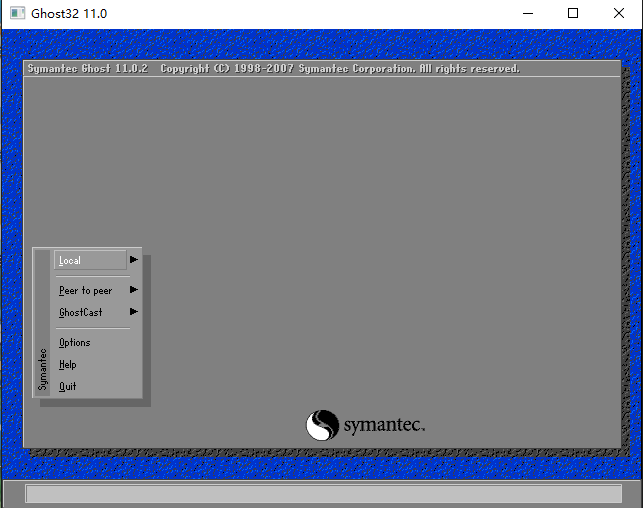 Ghost32 11.0
Symantec Ghost 11.0.2 Copyright (C) 1998-2007 Symantec Corporation. All rights reserved.
Local
Peer to peer
GhostCast
Options
Help
Quit
Symantec
symantec.